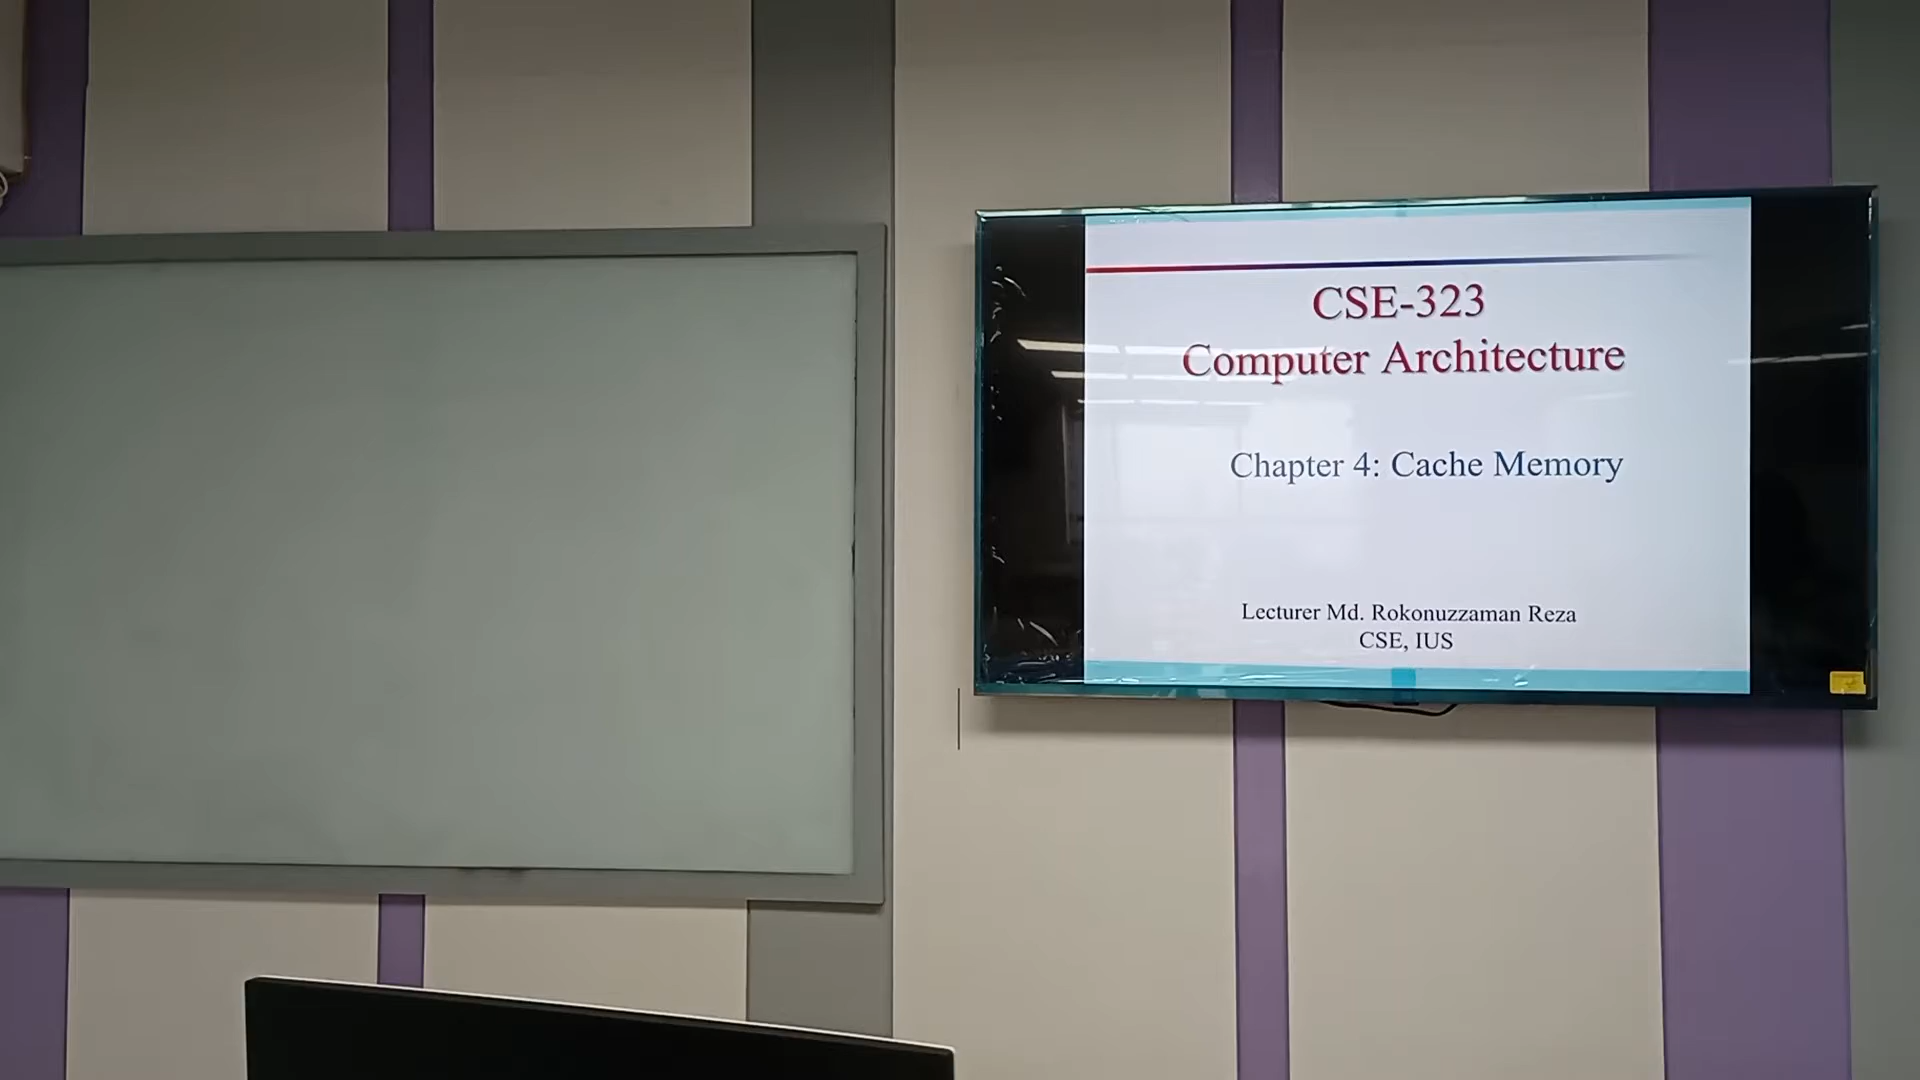 CSE-323
Computer Architecture
Chapter 4: Cache Memory
Lecturer Md. Rokonuzzaman Reza
CSE, IUS